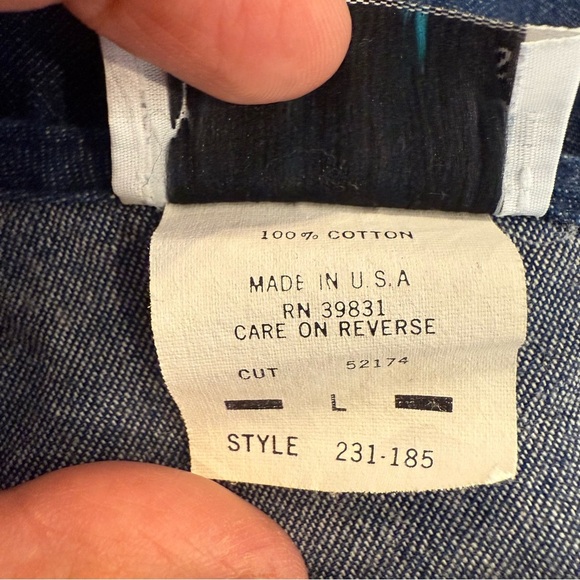 100% COTTON
MADE IN U.S.A
RN 39831
CARE ON REVERSE
CUT 52174
L
STYLE 231-185